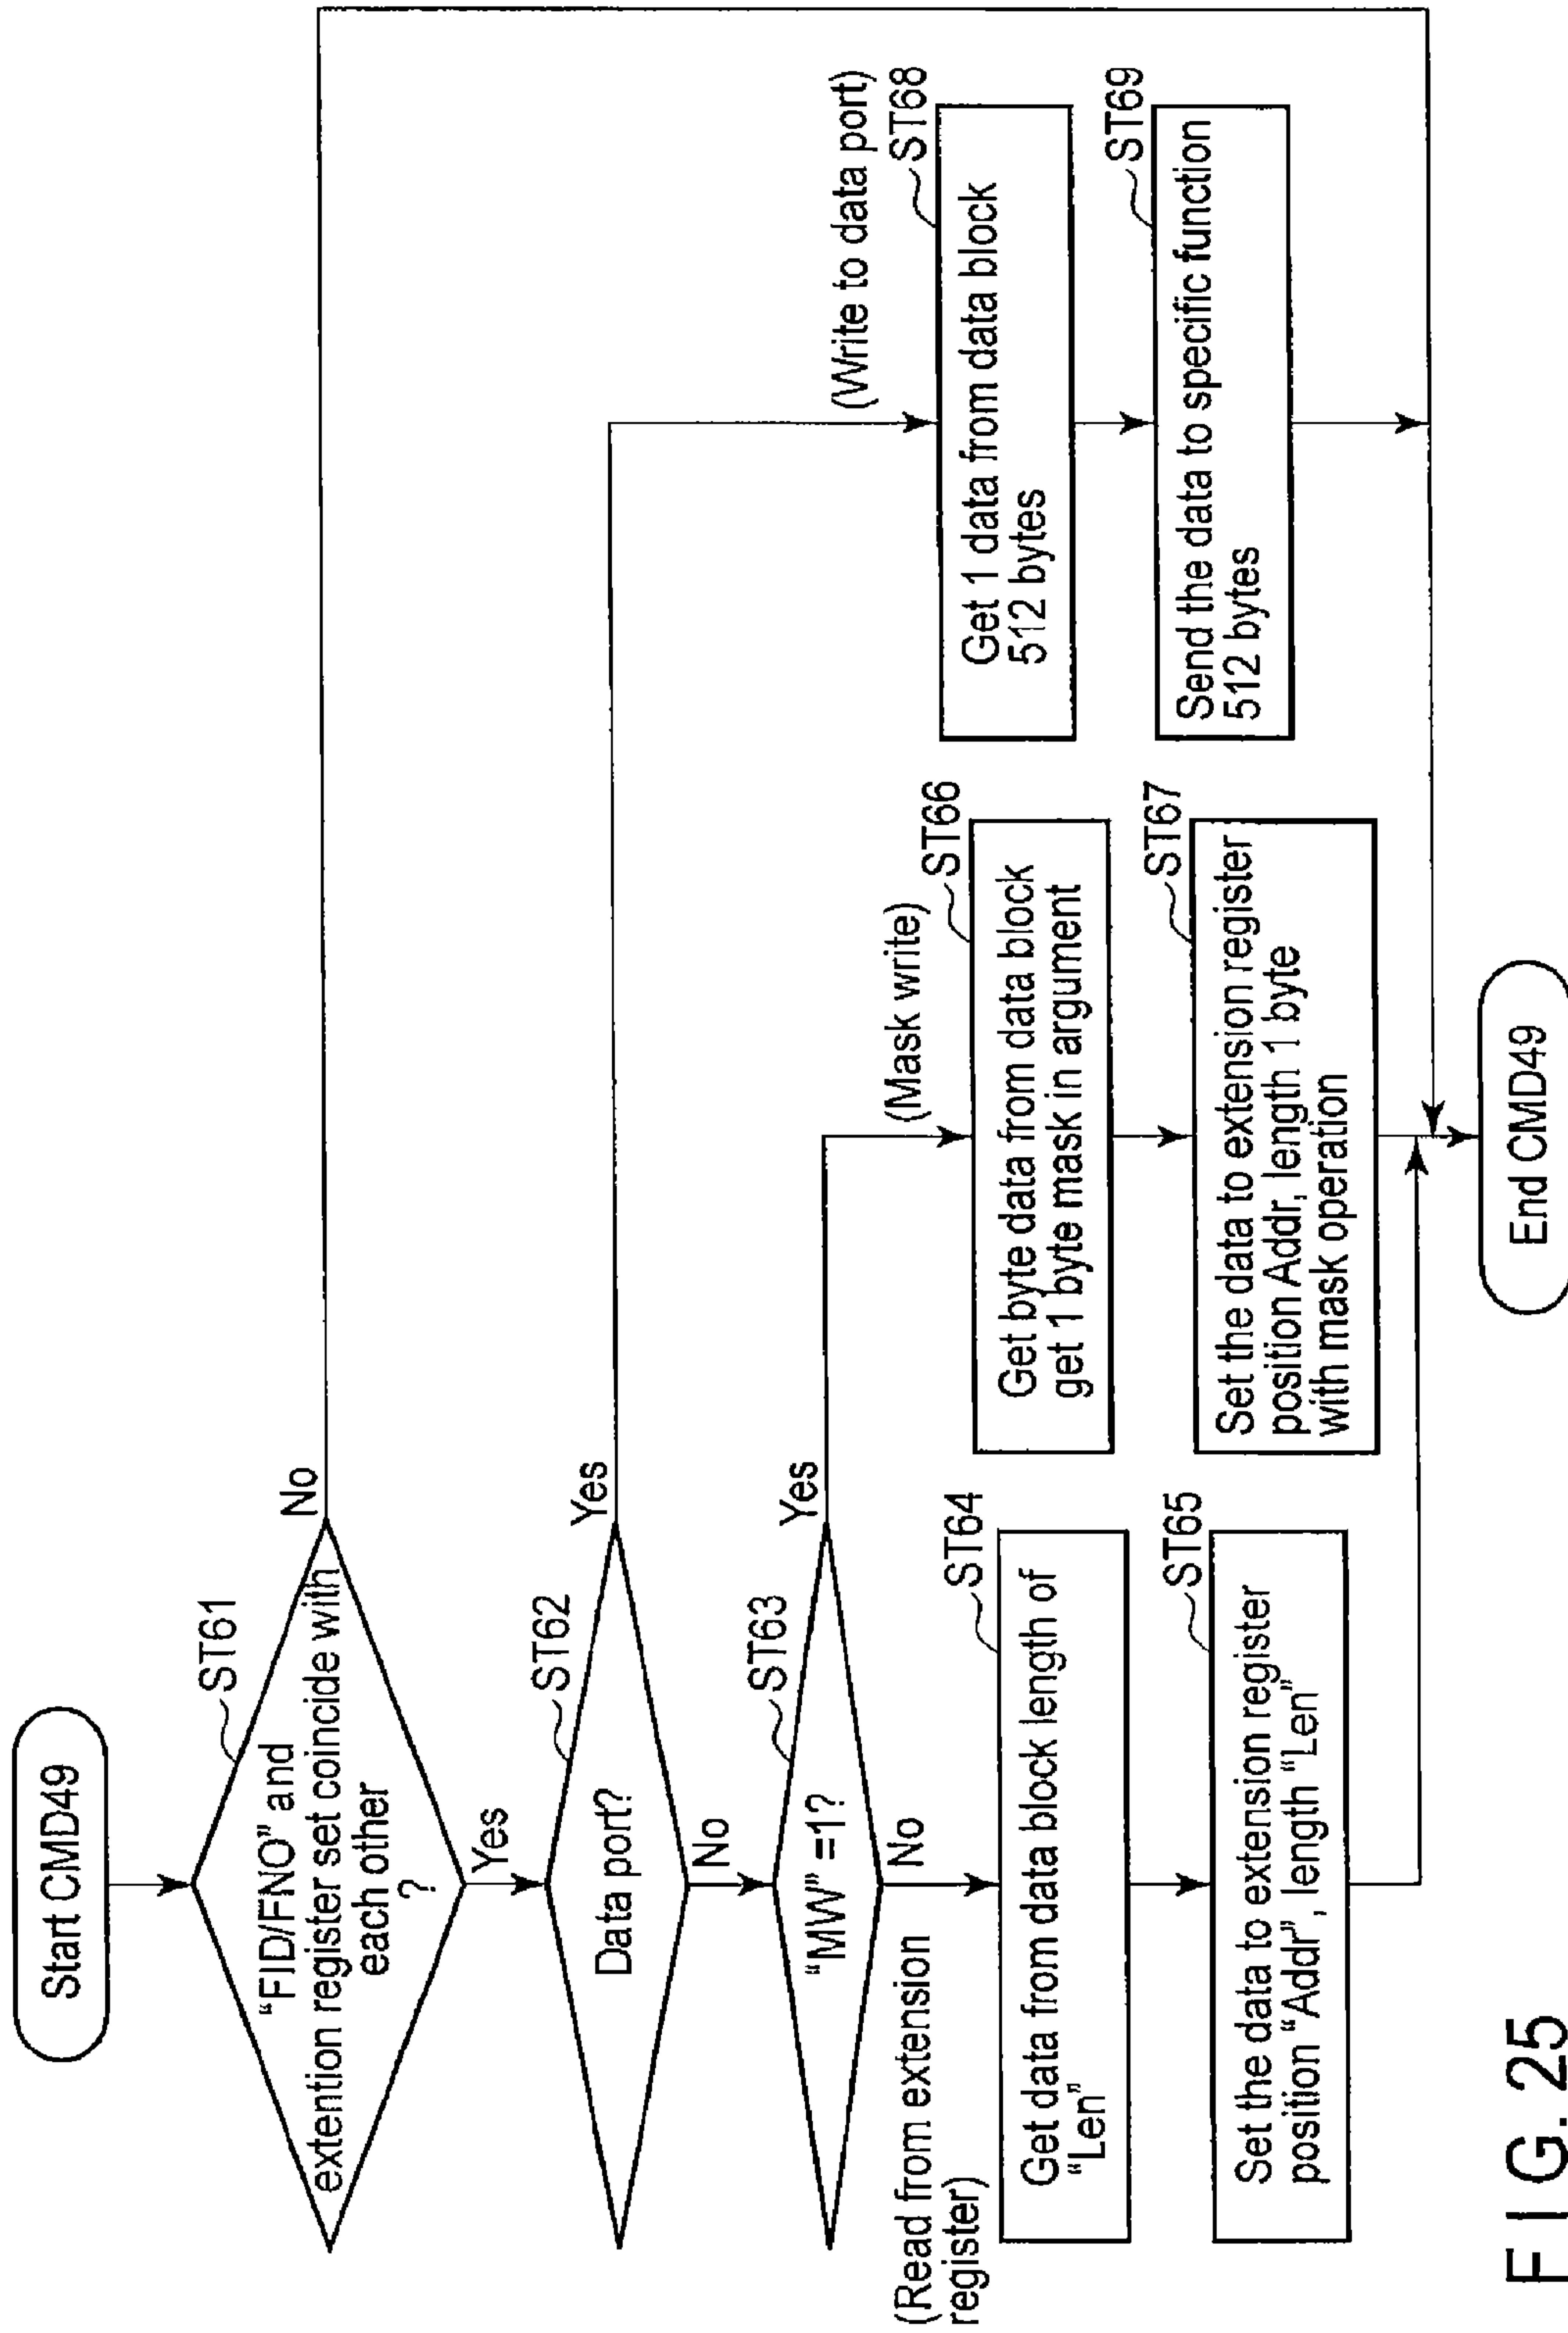 Start CMD49
ST61
“FID/FNO” and
extention register set coincide with
each other
?
No
Yes
ST62
Data port?
Yes
No
ST63
“MW” =1?
Yes
No
(Read from extension
register)
ST64
Get data from data block length of
“Len”
ST65
Set the data to extension register
position “Addr”, length “Len”
(Mask write)
ST66
Get byte data from data block
get 1 byte mask in argument
ST67
Set the data to extension register
position Addr, length 1 byte
with mask operation
(Write to data port)
ST68
Get 1 data from data block
512 bytes
ST69
Send the data to specific function
512 bytes
End CMD49
FIG. 25